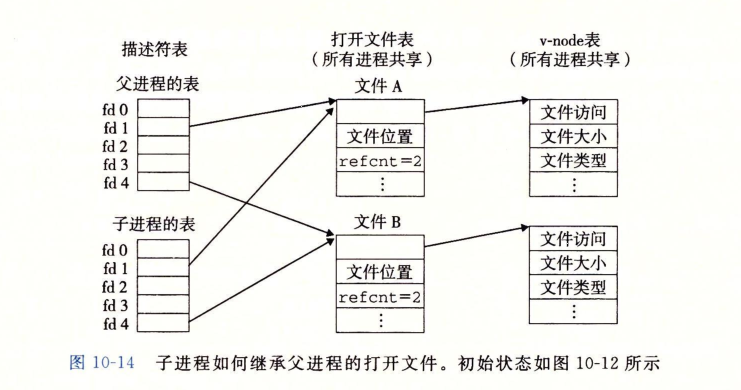 描述符表
打开文件表
（所有进程共享）
v-node表
（所有进程共享）
父进程的表
fd 0
fd 1
fd 2
fd 3
fd 4
子进程的表
fd 0
fd 1
fd 2
fd 3
fd 4
文件 A
文件位置
refcnt=2
⋮
文件 B
文件位置
refcnt=2
⋮
文件访问
文件大小
文件类型
⋮
文件访问
文件大小
文件类型
⋮
图 10-14 子进程如何继承父进程的打开文件。初始状态如图 10-12 所示